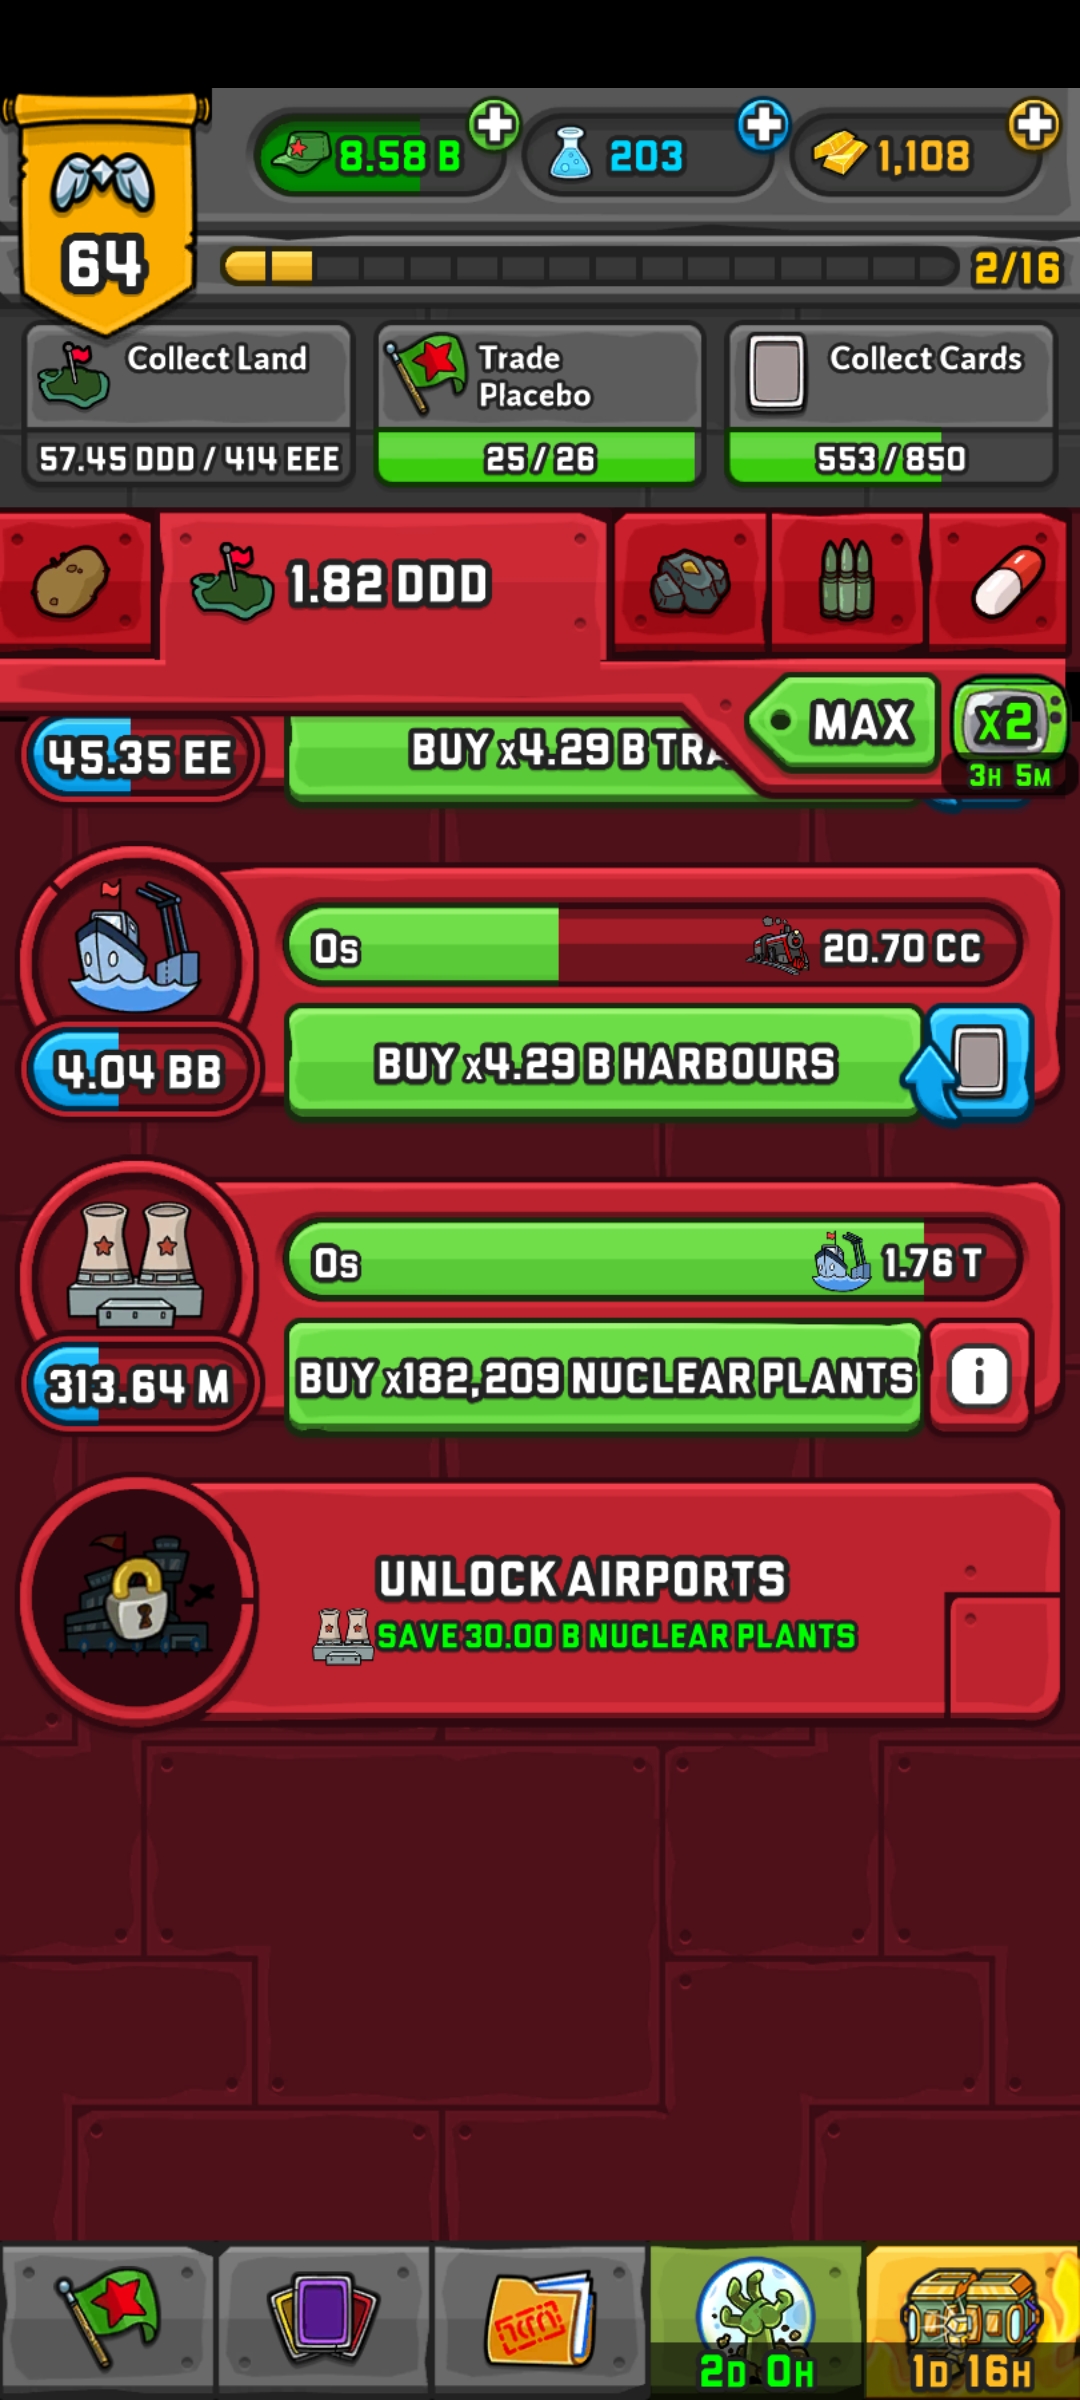 8.58 B
203
1,108
64
2/16
Collect Land
57.45 DDD / 414 EEE
Trade
Placebo
25 / 26
Collect Cards
553 / 850
1.82 DDD
MAX
x2
3H 5M
45.35 EE
BUY x4.29 B
0s
20.70 CC
4.04 BB
BUY x4.29 B HARBOURS
0s
1.76 T
313.64 M
BUY x182,209 NUCLEAR PLANTS
i
UNLOCK AIRPORTS
SAVE 30.00 B NUCLEAR PLANTS
2D 0H
1D 16H